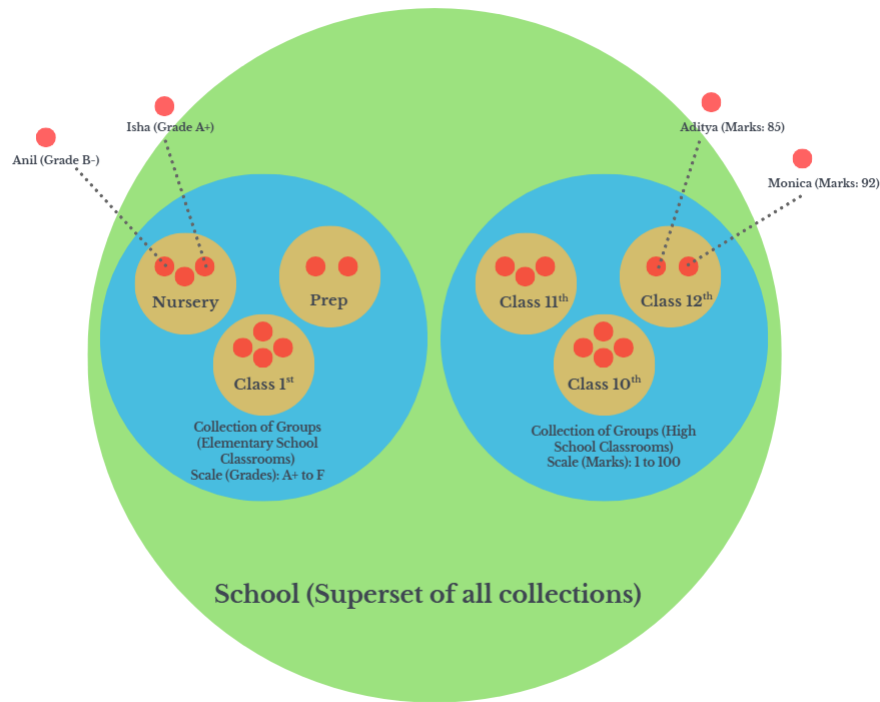 Isha (Grade A+)
Anil (Grade B-)
Aditya (Marks: 85)
Monica (Marks: 92)
Nursery
Prep
Class 1st
Collection of Groups
(Elementary School
Classrooms)
Scale (Grades): A+ to F
Class 11th
Class 12th
Class 10th
Collection of Groups (High
School Classrooms)
Scale (Marks): 1 to 100
School (Superset of all collections)